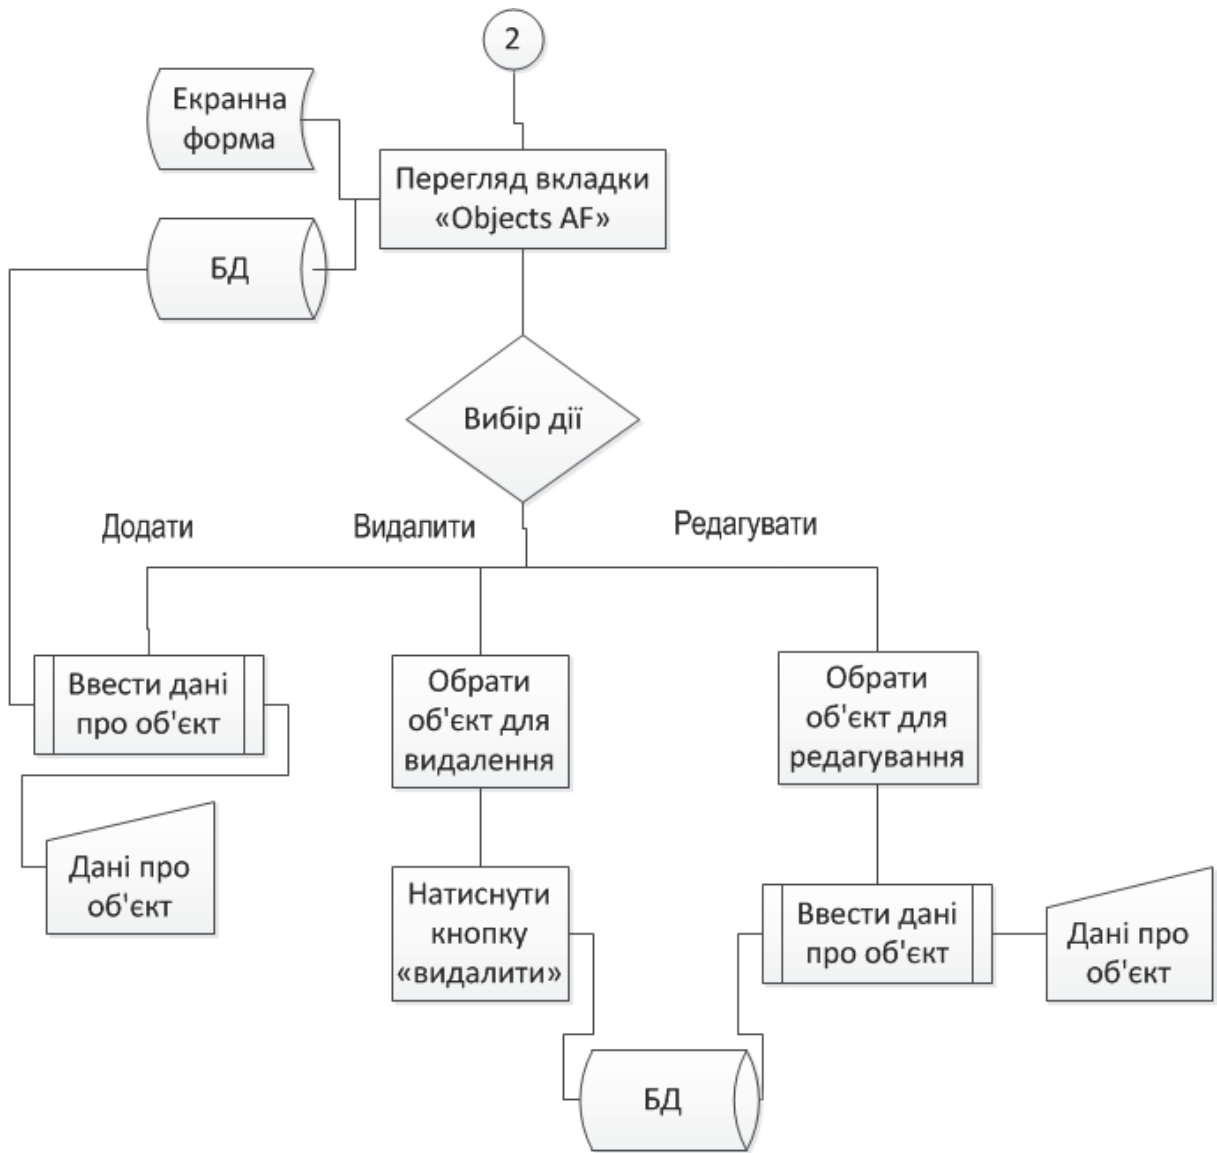 2
Екранна
форма
Перегляд вкладки
«Objects AF»
БД
Вибір дії
Додати
Видалити
Редагувати
Ввести дані
про об'єкт
Обрати
об'єкт для
видалення
Обрати
об'єкт для
редагування
Дані про
об'єкт
Натиснути
кнопку
«видалити»
Ввести дані
про об'єкт
Дані про
об'єкт
БД